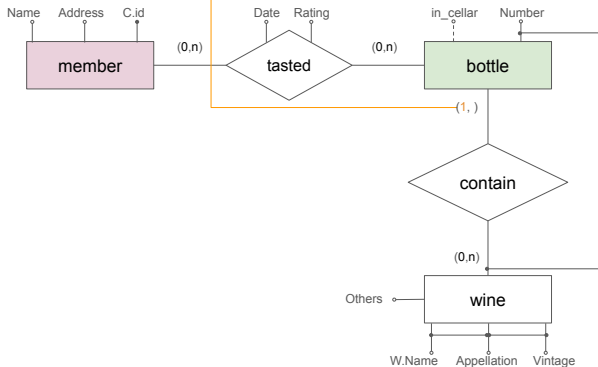 Name Address C.id Date Rating in_cellar Number
(0,n) (0,n)
member tasted bottle
(1, )
contain
(0,n)
Others wine
W.Name Appellation Vintage